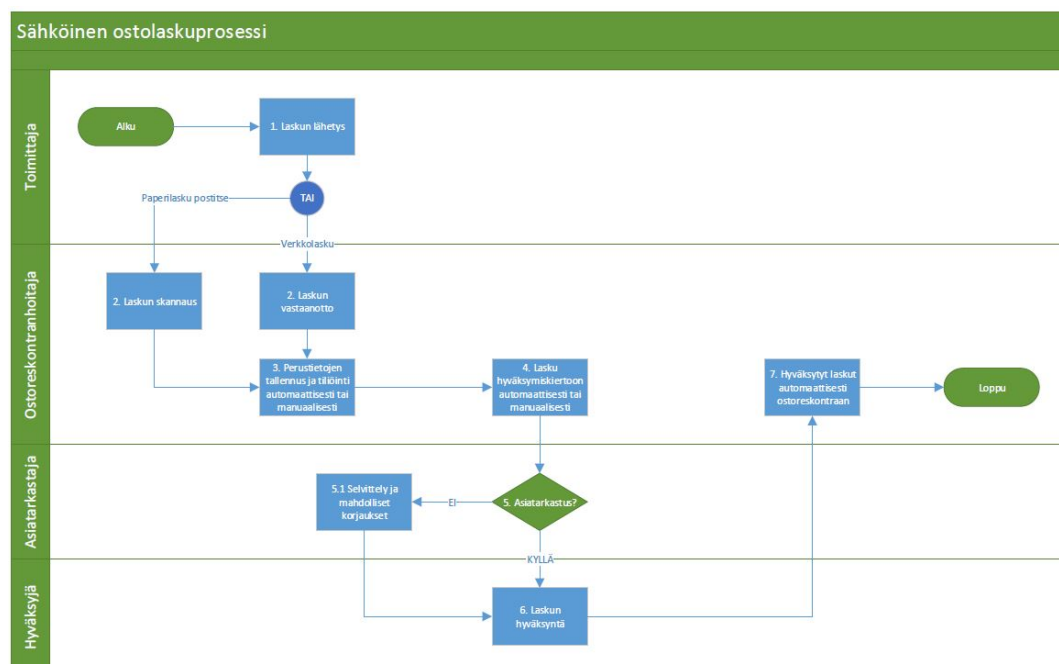 Sähköinen ostolaskuprosessi
Toimittaja
Alku
1. Laskun lähetys
TAI
Paperilasku postitse
Verkkolasku
Ostoreskontranhoitaja
2. Laskun skannaus
2. Laskun
vastaanotto
3. Perustietojen
tallennus ja tiliöinti
automaattisesti tai
manuaalisesti
4. Lasku
hyväksymiskiertoon
automaattisesti tai
manuaalisesti
7. Hyväksytyt laskut
automaattisesti
ostoreskontraan
Loppu
Asiatarkastaja
5.1 Selvittely ja
mahdolliset
korjaukset
EI
5. Asiatarkastus?
KYLLÄ
Hyväksyjä
6. Laskun
hyväksyntä